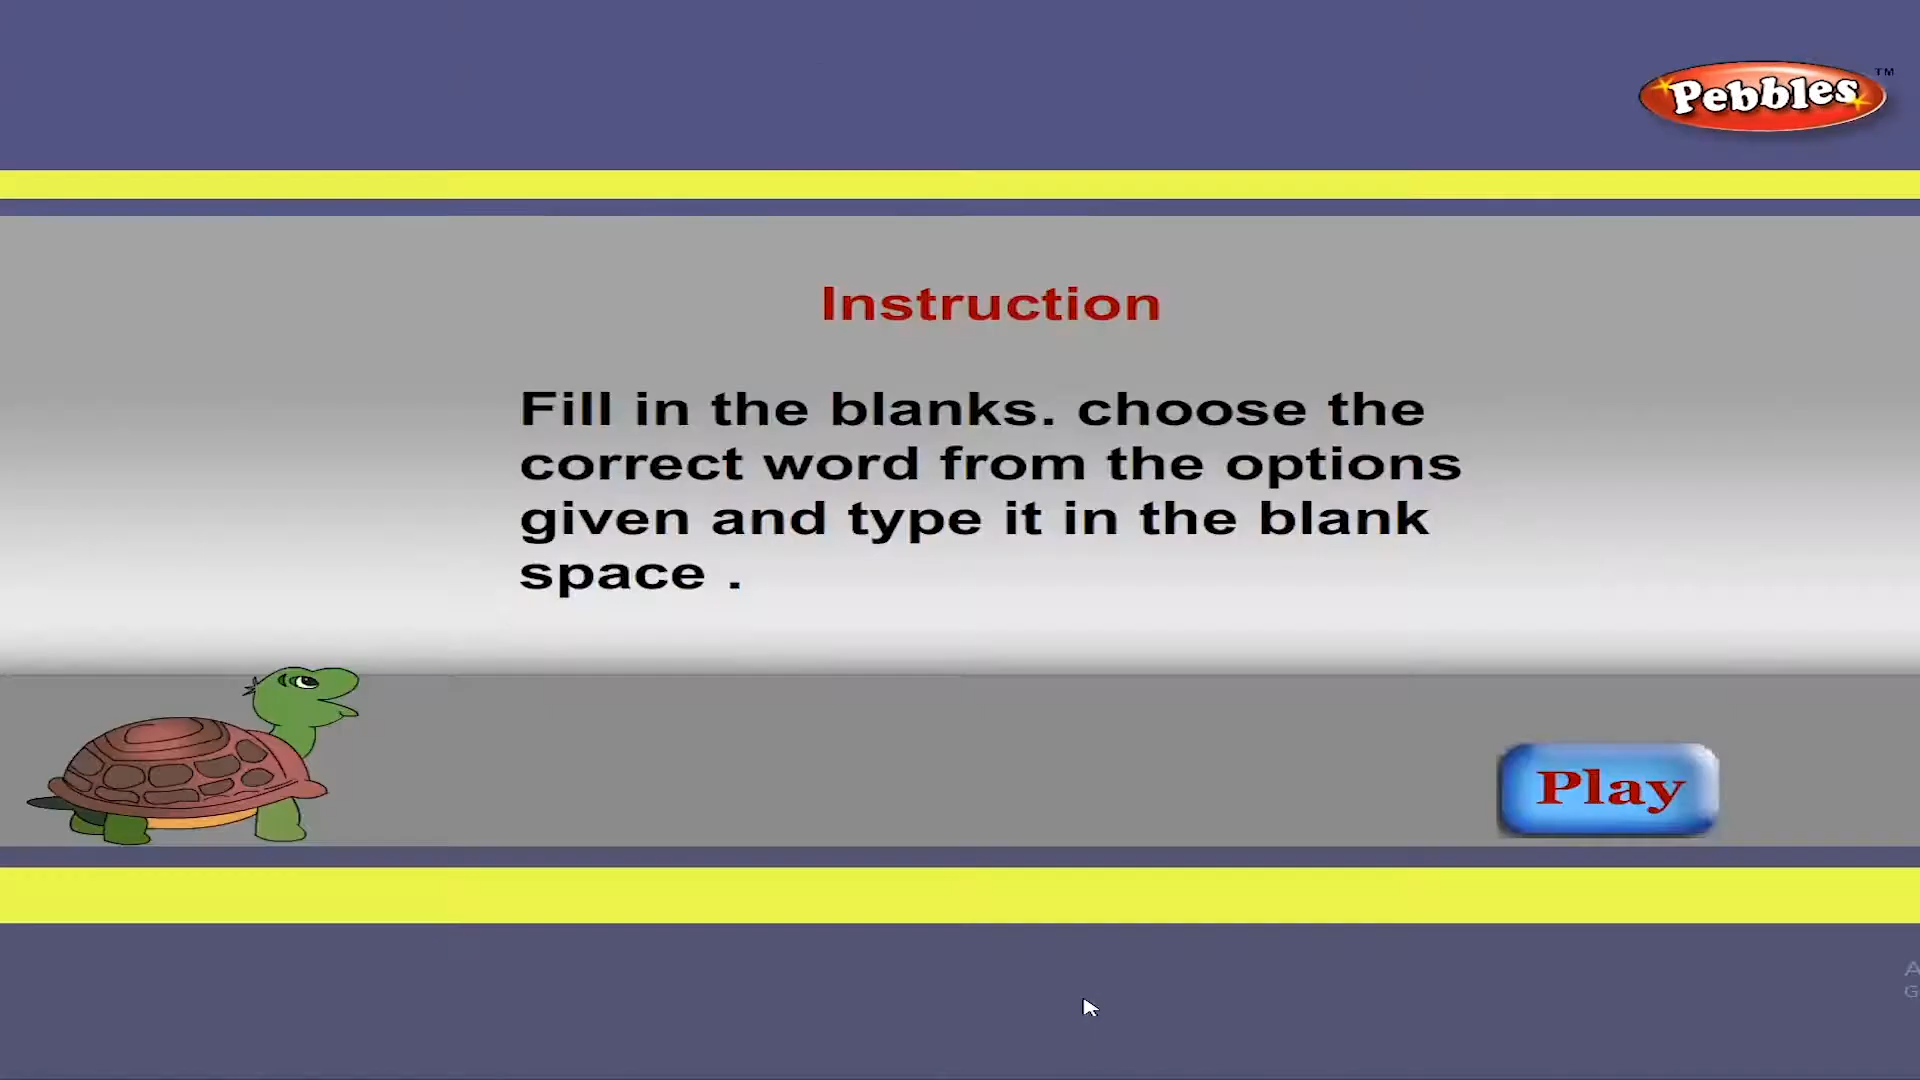 Pebbles™
Instruction
Fill in the blanks. choose the
correct word from the options
given and type it in the blank
space .
Play
A
G